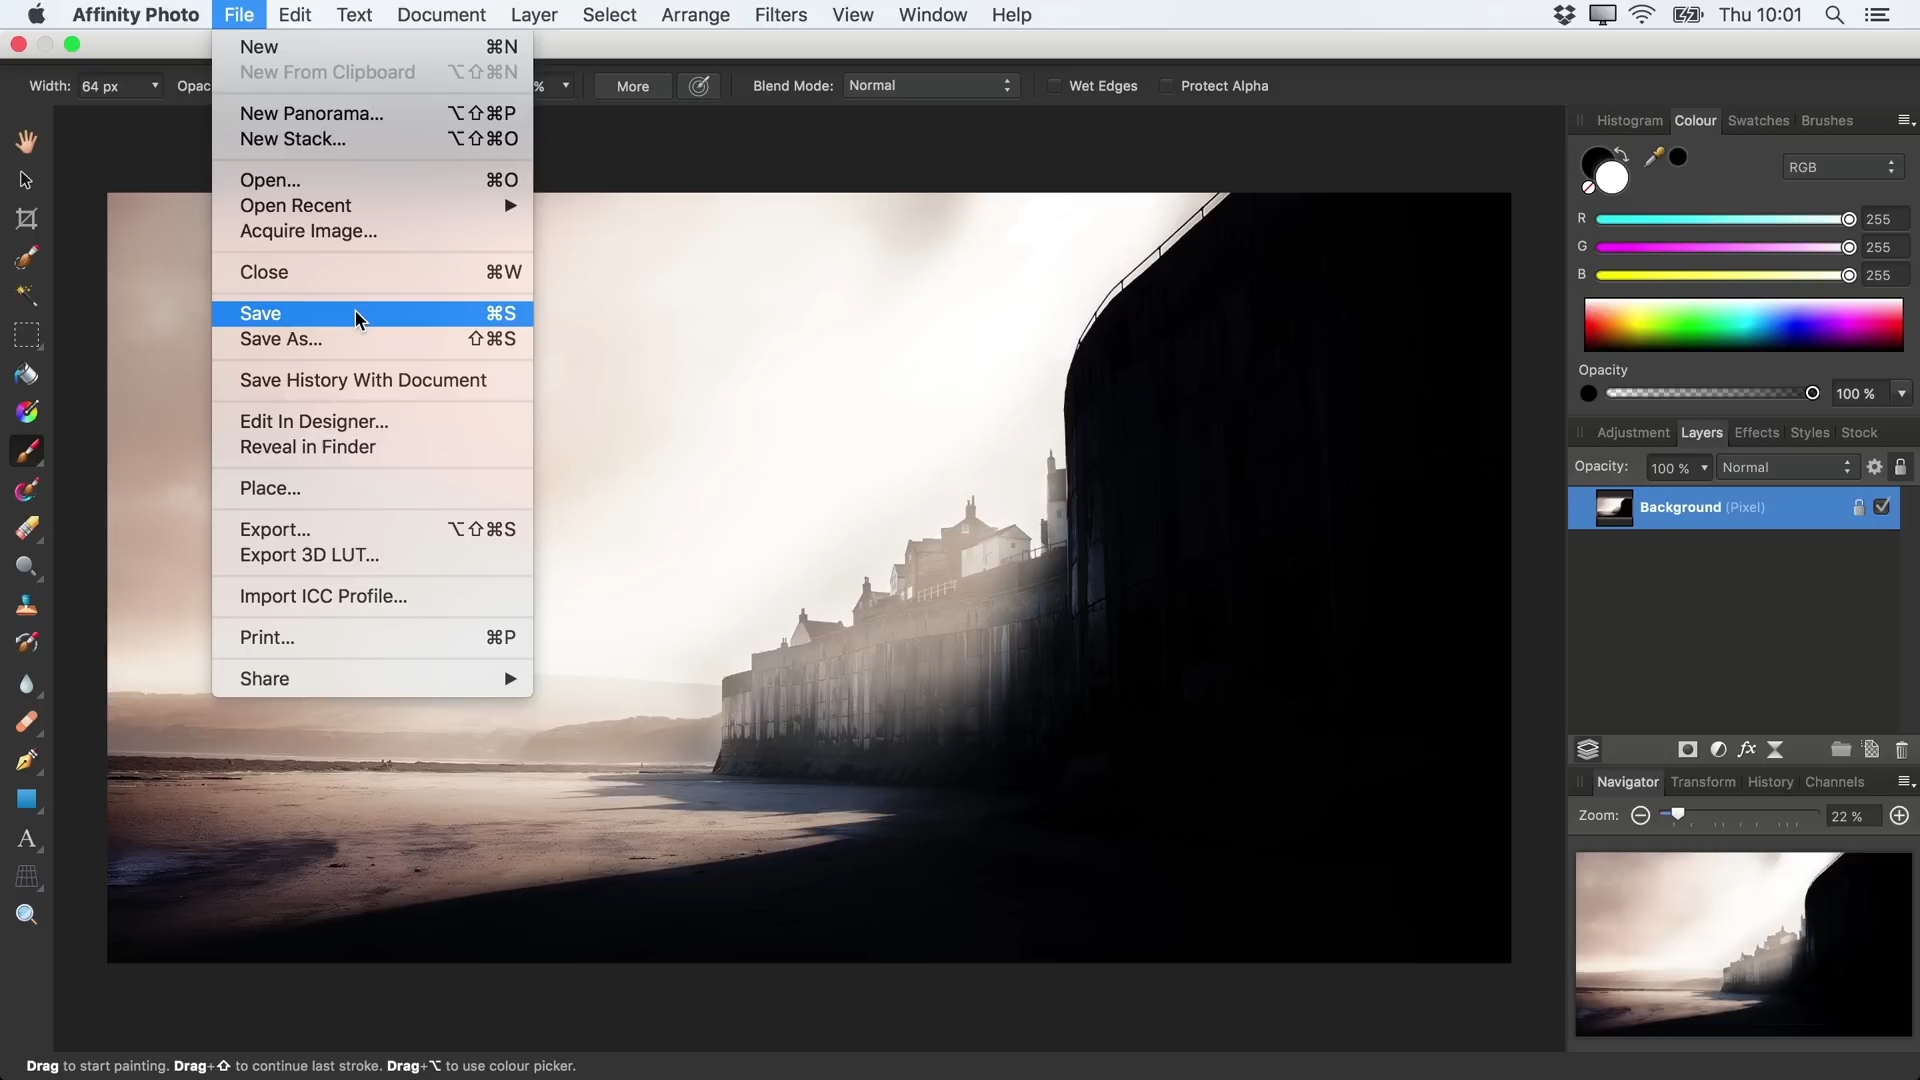 Affinity Photo File Edit Text Document Layer Select Arrange Filters View Window Help Thu 10:01
New ⌘N
New From Clipboard ⌥⇧⌘N
Width: 64 px Opac % More Blend Mode: Normal Wet Edges Protect Alpha
New Panorama... ⌥⇧⌘P
New Stack... ⌥⇧⌘O
Open... ⌘O
Open Recent
Acquire Image...
Close ⌘W
Save ⌘S
Save As... ⇧⌘S
Save History With Document
Edit In Designer...
Reveal in Finder
Place...
Export... ⌥⇧⌘S
Export 3D LUT...
Import ICC Profile...
Print... ⌘P
Share
Histogram Colour Swatches Brushes
RGB
R 255
G 255
B 255
Opacity
100 %
Adjustment Layers Effects Styles Stock
Opacity: 100 % Normal
Background (Pixel)
fx
Navigator Transform History Channels
Zoom: 22 %
A
Drag to start painting. Drag+⇧ to continue last stroke. Drag+⌥ to use colour picker.